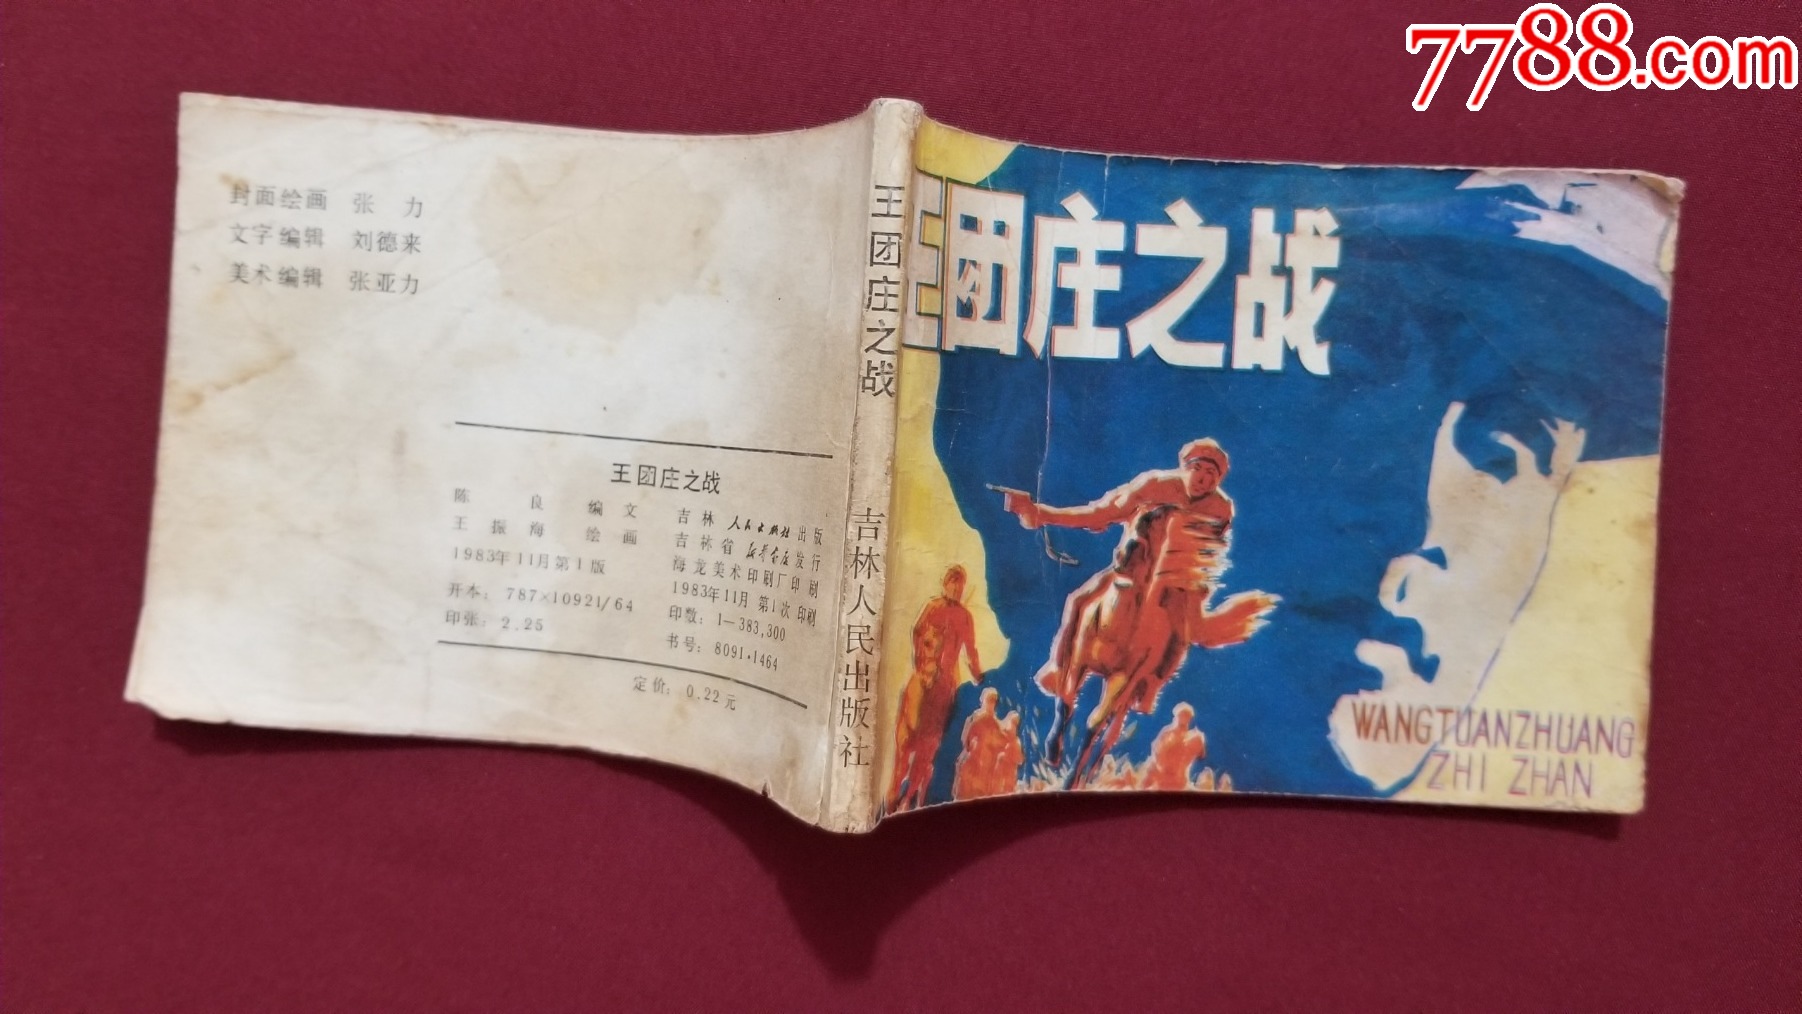 7788.com
封面绘画 张 力
文字编辑 刘德来
美术编辑 张亚力
王团庄之战
陈 良 编 文
王 振 海 绘 画
1983年11月第1版
开本：787×1092 1/64
印张：2.25
吉林人民出版社出版
吉林省新华书店发行
海龙美术印刷厂印刷
1983年11月第1次印刷
印数：1—383,300
书号：8091·1464
定价：0.22元
王团庄之战 吉林人民出版社
王团庄之战
WANGTUANZHUANG
ZHI ZHAN